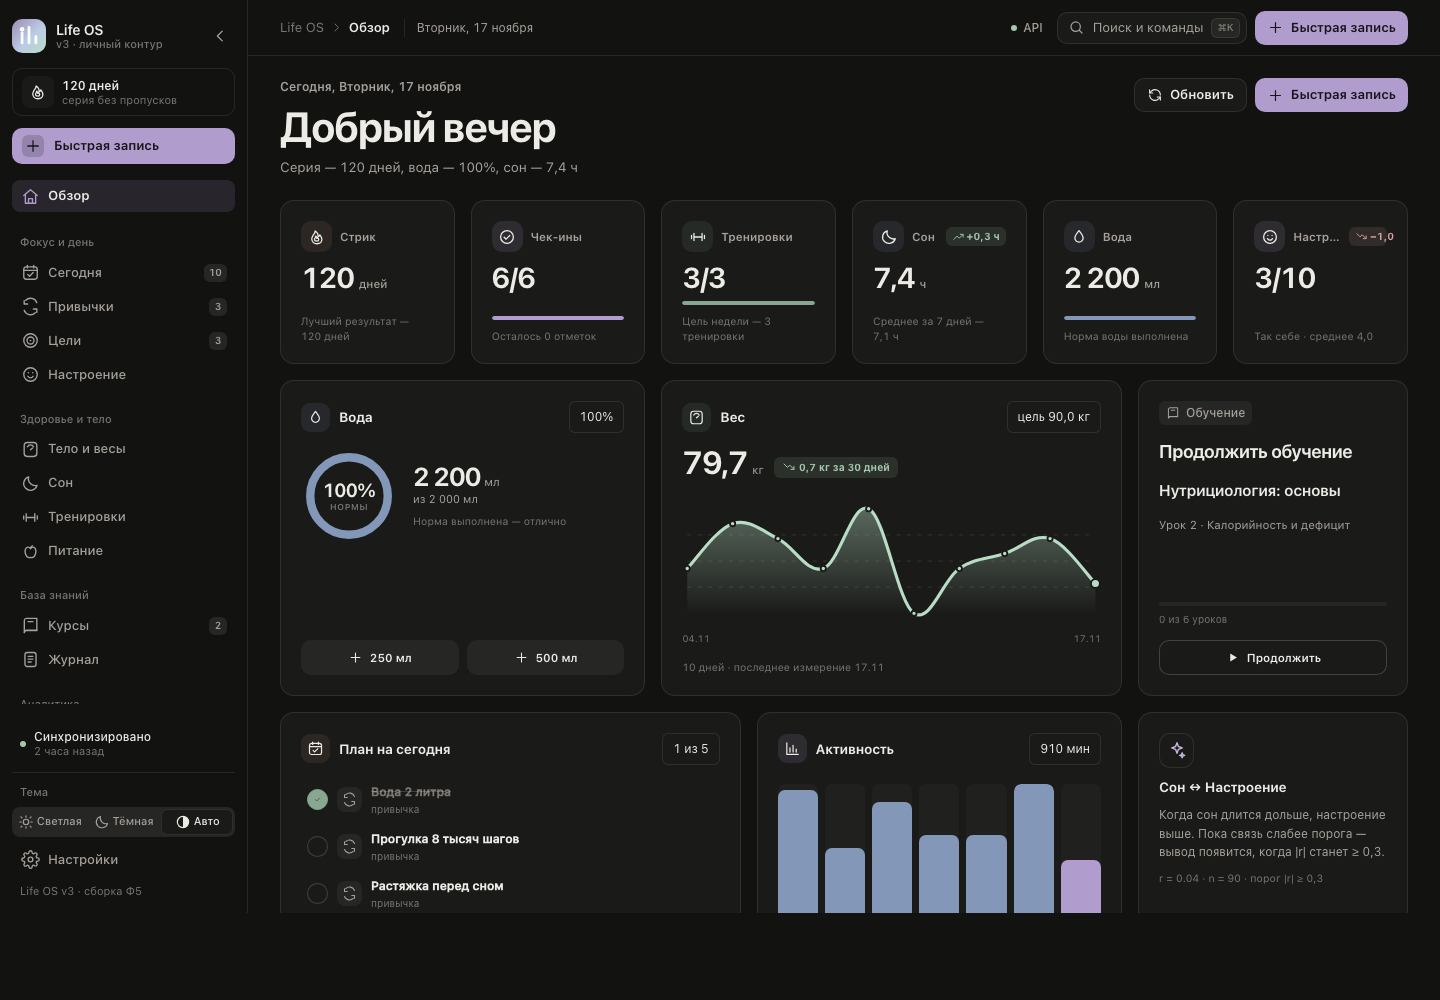 Life OS
v3 · личный контур
120 дней
серия без пропусков
Быстрая запись
Обзор
Фокус и день
Сегодня 10
Привычки 3
Цели 3
Настроение
Здоровье и тело
Тело и весы
Сон
Тренировки
Питание
База знаний
Курсы 2
Журнал
Аналитика
Синхронизировано
2 часа назад
Тема
Светлая Тёмная Авто
Настройки
Life OS v3 · сборка Ф5
Life OS > Обзор Вторник, 17 ноября
API
Поиск и команды ⌘K
Быстрая запись
Сегодня, Вторник, 17 ноября
Обновить
Быстрая запись
Добрый вечер
Серия — 120 дней, вода — 100%, сон — 7,4 ч
Стрик
120 дней
Лучший результат —
120 дней
Чек-ины
6/6
Осталось 0 отметок
Тренировки
3/3
Цель недели — 3
тренировки
Сон +0,3 ч
7,4 ч
Среднее за 7 дней —
7,1 ч
Вода
2 200 мл
Норма воды выполнена
Настр... −1,0
3/10
Так себе · среднее 4,0
Вода 100%
100%
НОРМЫ
2 200 мл
из 2 000 мл
Норма выполнена — отлично
250 мл
500 мл
Вес цель 90,0 кг
79,7 кг 0,7 кг за 30 дней
04.11 17.11
10 дней · последнее измерение 17.11
Обучение
Продолжить обучение
Нутрициология: основы
Урок 2 · Калорийность и дефицит
0 из 6 уроков
Продолжить
План на сегодня 1 из 5
Вода 2 литра
привычка
Прогулка 8 тысяч шагов
привычка
Растяжка перед сном
привычка
Активность 910 мин
Сон ↔ Настроение
Когда сон длится дольше, настроение
выше. Пока связь слабее порога —
вывод появится, когда |r| станет ≥ 0,3.
r = 0.04 · n = 90 · порог |r| ≥ 0,3